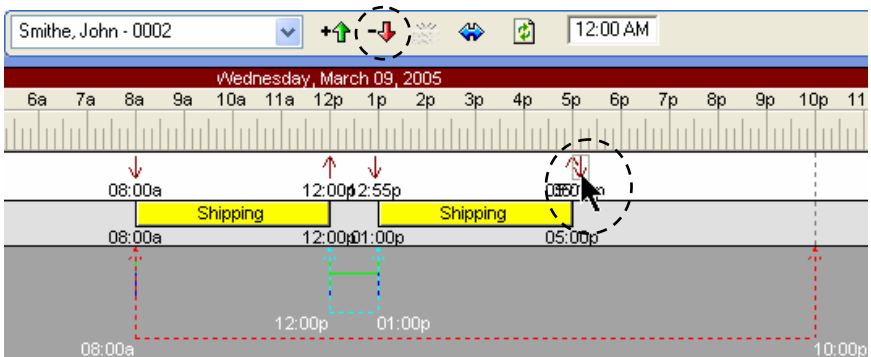 Smithe, John - 0002 12:00 AM
Wednesday, March 09, 2005
6a 7a 8a 9a 10a 11a 12p 1p 2p 3p 4p 5p 6p 7p 8p 9p 10p 11
08:00a 12:00p 12:55p
Shipping Shipping
08:00a 12:00p 01:00p 05:00p
12:00p 01:00p
08:00a 10:00p